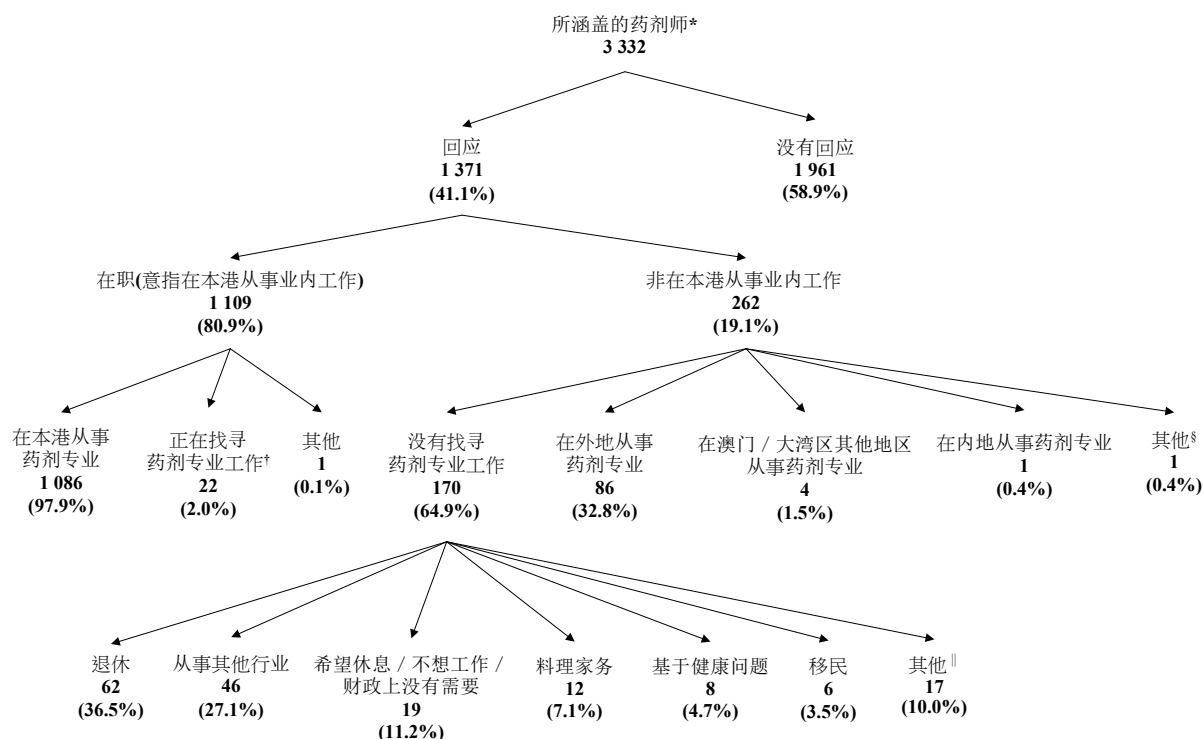 所涵盖的药剂师*
3 332
回应
1 371
(41.1%)
没有回应
1 961
(58.9%)
在职(意指在本港从事业内工作)
1 109
(80.9%)
非在本港从事业内工作
262
(19.1%)
在本港从事
药剂专业
1 086
(97.9%)
正在找寻
药剂专业工作†
22
(2.0%)
其他
1
(0.1%)
没有找寻
药剂专业工作
170
(64.9%)
在外地从事
药剂专业
86
(32.8%)
在澳门 / 大湾区其他地区
从事药剂专业
4
(1.5%)
在内地从事药剂专业
1
(0.4%)
其他§
1
(0.4%)
退休
62
(36.5%)
从事其他行业
46
(27.1%)
希望休息 / 不想工作 /
财政上没有需要
19
(11.2%)
料理家务
12
(7.1%)
基于健康问题
8
(4.7%)
移民
6
(3.5%)
其他||
17
(10.0%)